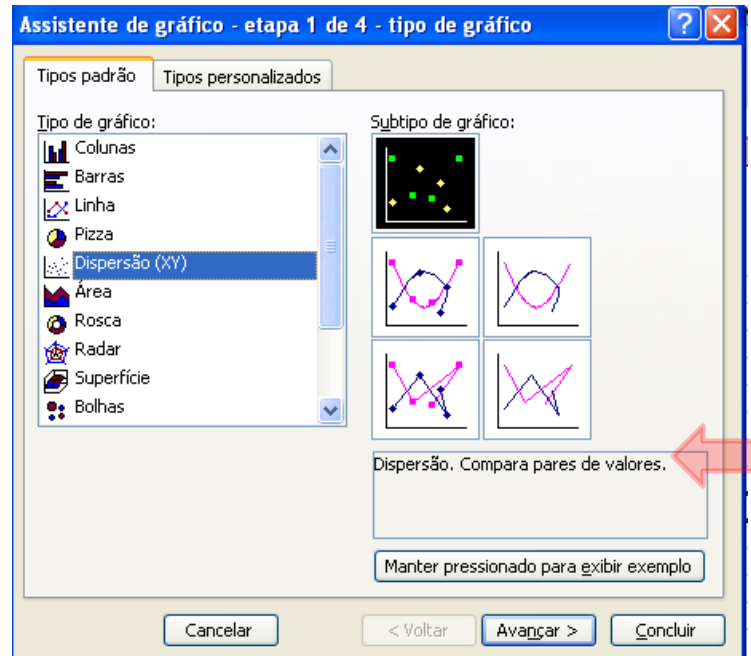 Assistente de gráfico - etapa 1 de 4 - tipo de gráfico
Tipos padrão
Tipos personalizados
Tipo de gráfico:
Colunas
Barras
Linha
Pizza
Dispersão (XY)
Área
Rosca
Radar
Superfície
Bolhas
Subtipo de gráfico:
Dispersão. Compara pares de valores.
Manter pressionado para exibir exemplo
Cancelar
< Voltar
Avançar >
Concluir